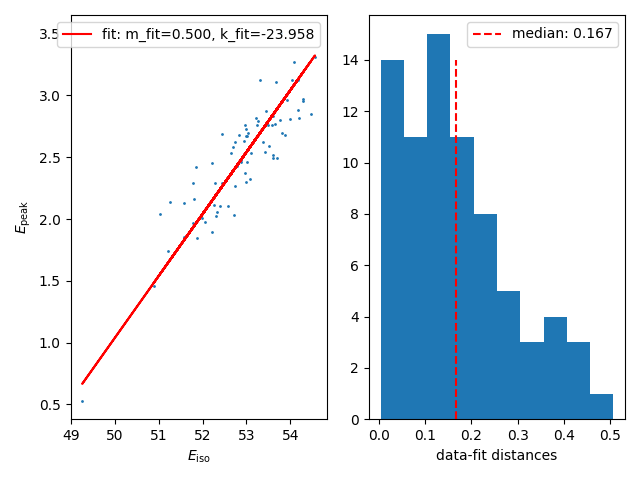 fit: m_fit=0.500, k_fit=-23.958
3.5
3.0
2.5
2.0
1.5
1.0
0.5
E_peak
49 50 51 52 53 54
E_iso
median: 0.167
14
12
10
8
6
4
2
0
0.0 0.1 0.2 0.3 0.4 0.5
data-fit distances